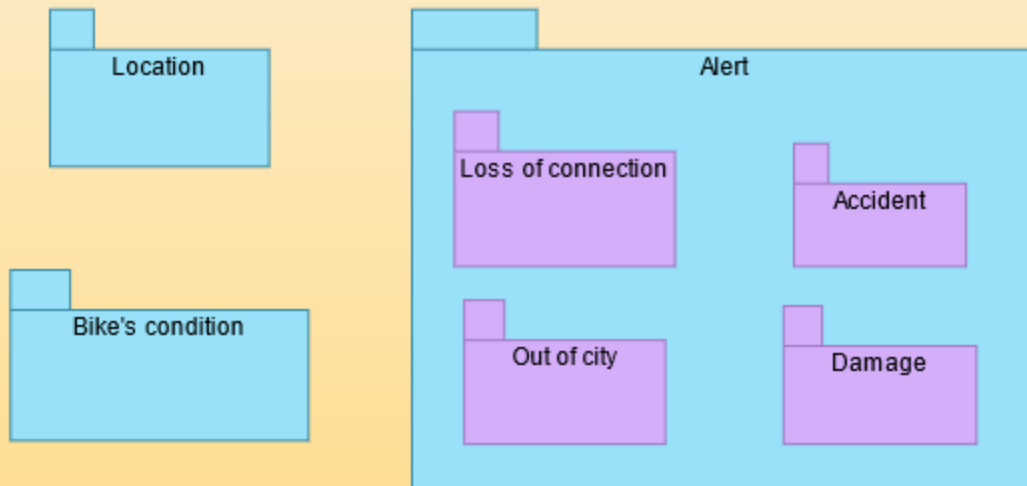 Location
Alert
Loss of connection
Accident
Bike's condition
Out of city
Damage